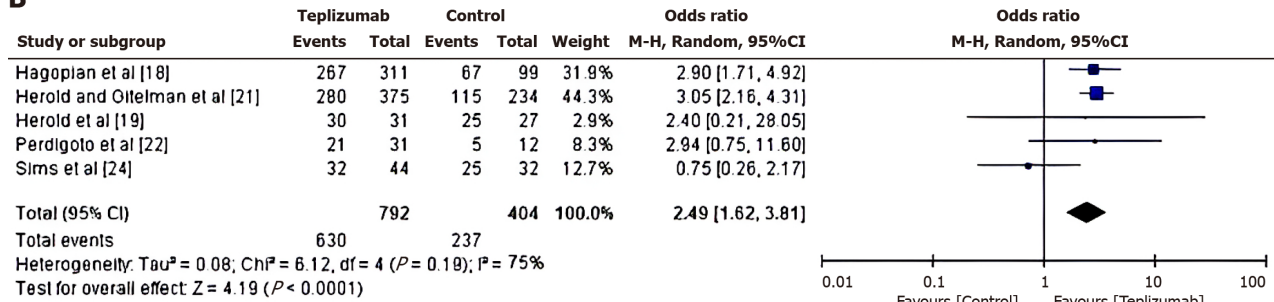 B
Teplizumab Control Odds ratio Odds ratio
Study or subgroup Events Total Events Total Weight M-H, Random, 95%CI M-H, Random, 95%CI
Hagopian et al [18] 267 311 67 99 31.9% 2.90 [1.71, 4.92]
Herold and Gitelman et al [21] 280 375 115 234 44.3% 3.05 [2.16, 4.31]
Herold et al [19] 30 31 25 27 2.9% 2.40 [0.21, 28.05]
Perdigoto et al [22] 21 31 5 12 8.3% 2.94 [0.75, 11.60]
Sims et al [24] 32 44 25 32 12.7% 0.75 [0.26, 2.17]
Total (95% CI) 792 404 100.0% 2.49 [1.62, 3.81]
Total events 630 237
Heterogeneity: Tau² = 0.08; Chi² = 6.12, df = 4 (P = 0.19); I² = 75%
Test for overall effect: Z = 4.19 (P < 0.0001)
0.01 0.1 1 10 100
Favours [Control] Favours [Teplizumab]